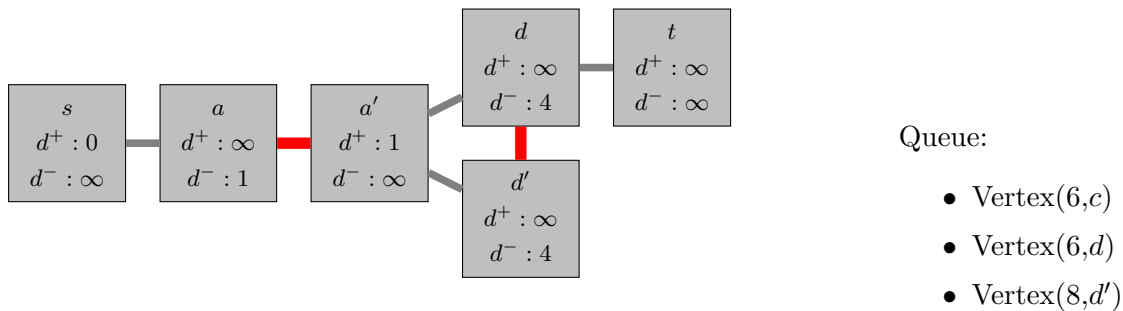 d
d⁺ : ∞
d⁻ : 4
t
d⁺ : ∞
d⁻ : ∞
s
d⁺ : 0
d⁻ : ∞
a
d⁺ : ∞
d⁻ : 1
a′
d⁺ : 1
d⁻ : ∞
d′
d⁺ : ∞
d⁻ : 4
Queue:
• Vertex(6,c)
• Vertex(6,d)
• Vertex(8,d′)